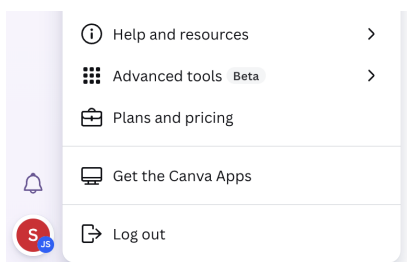 Help and resources
Advanced tools Beta
Plans and pricing
Get the Canva Apps
S
JS
Log out